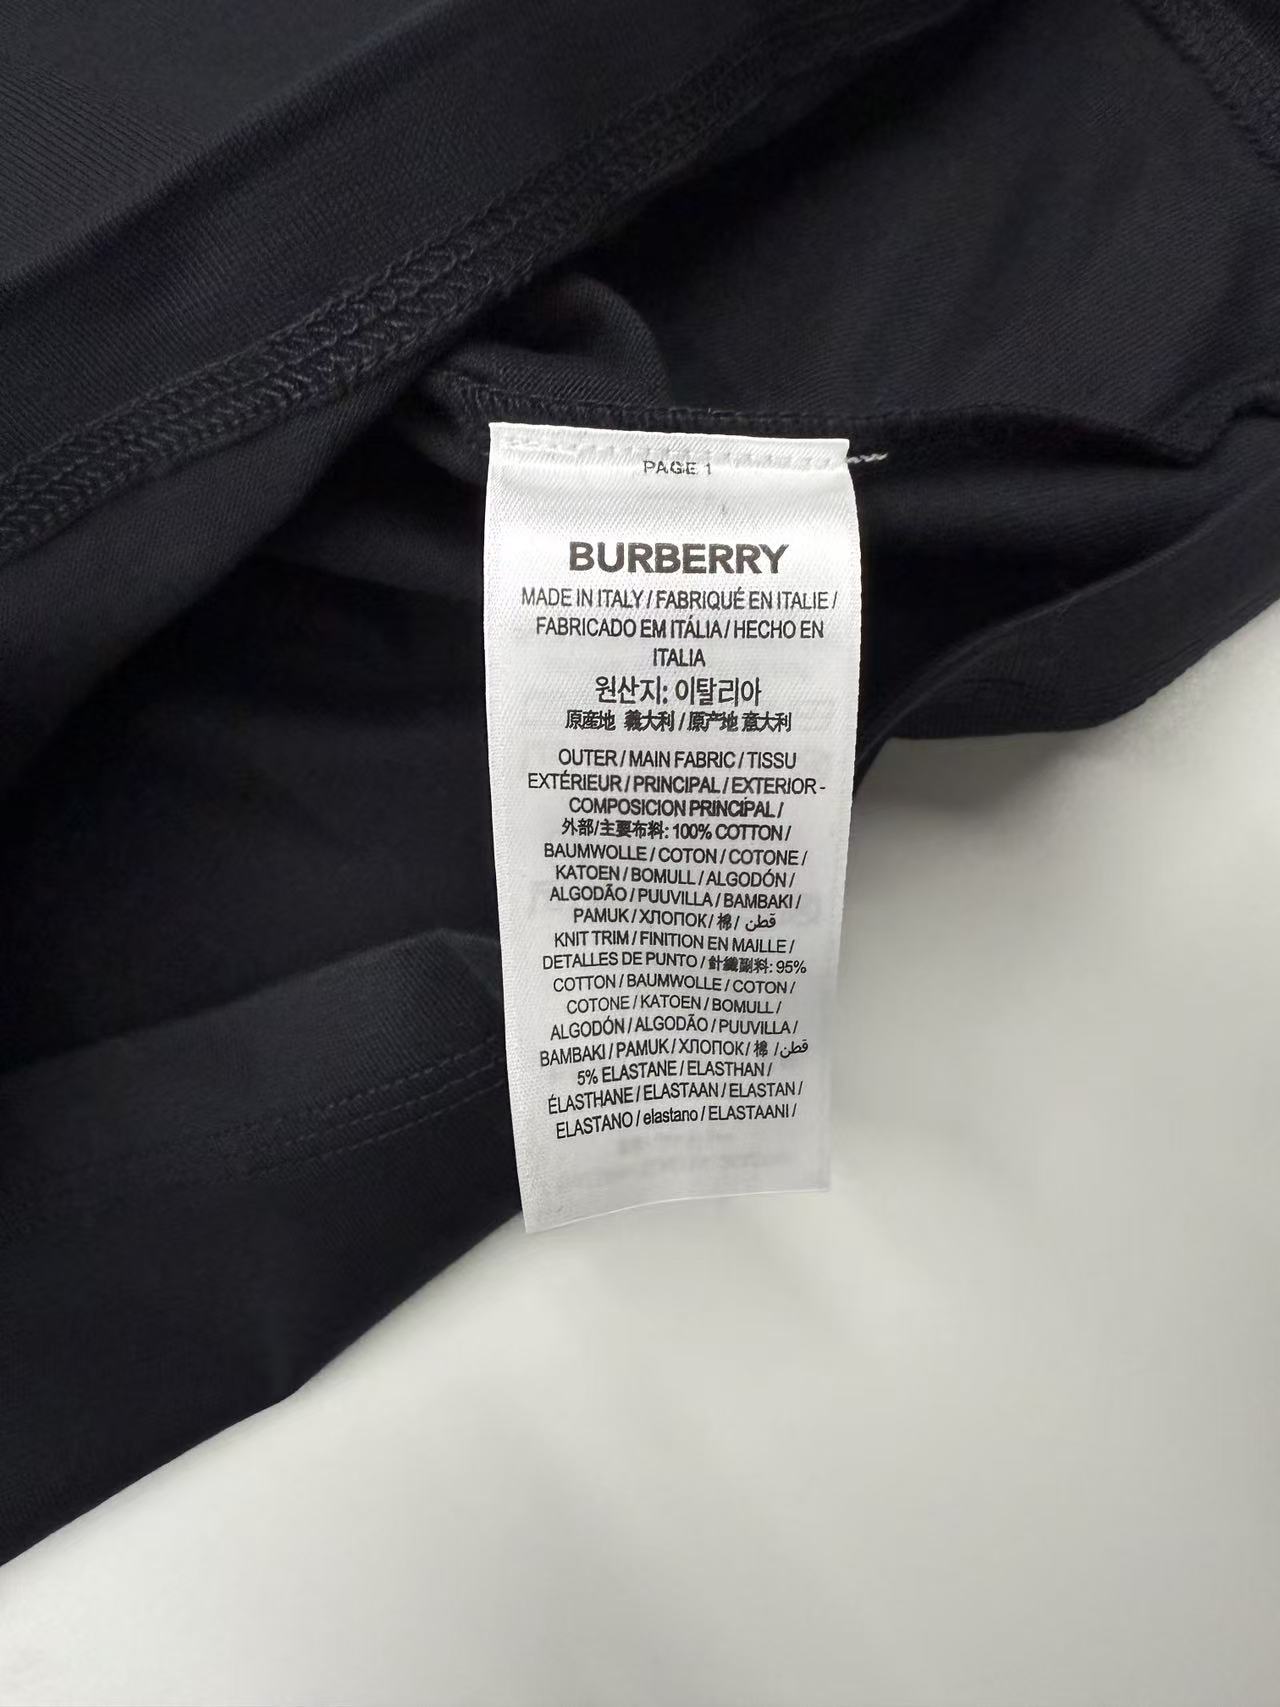 PAGE 1
BURBERRY
MADE IN ITALY / FABRIQUÉ EN ITALIE /
FABRICADO EM ITÁLIA / HECHO EN
ITALIA
원산지: 이탈리아
原産地 義大利 / 原产地 意大利
OUTER / MAIN FABRIC / TISSU
EXTÉRIEUR / PRINCIPAL / EXTERIOR -
COMPOSICION PRINCIPAL /
外部/主要布料: 100% COTTON /
BAUMWOLLE / COTON / COTONE /
KATOEN / BOMULL / ALGODÓN /
ALGODÃO / PUUVILLA / BAMBAKI /
PAMUK / ХЛОПОК / 棉 / قطن
KNIT TRIM / FINITION EN MAILLE /
DETALLES DE PUNTO / 針織副料: 95%
COTTON / BAUMWOLLE / COTON /
COTONE / KATOEN / BOMULL /
ALGODÓN / ALGODÃO / PUUVILLA /
BAMBAKI / PAMUK / ХЛОПОК / 棉 / قطن
5% ELASTANE / ELASTHAN /
ÉLASTHANE / ELASTAAN / ELASTAN /
ELASTANO / elastano / ELASTAANI /